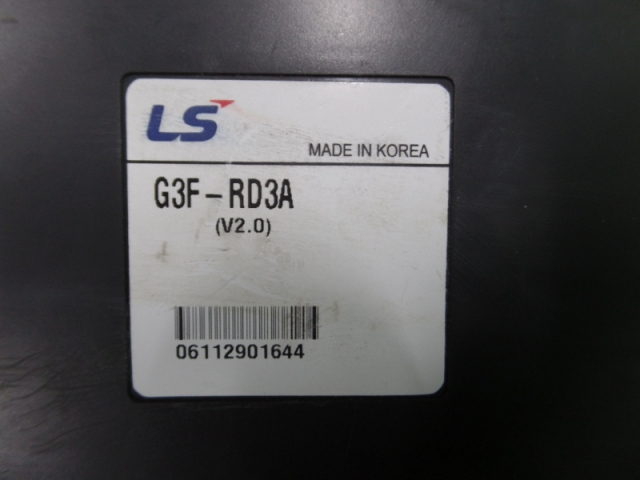 LS
MADE IN KOREA
G3F-RD3A
(V2.0)
06112901644